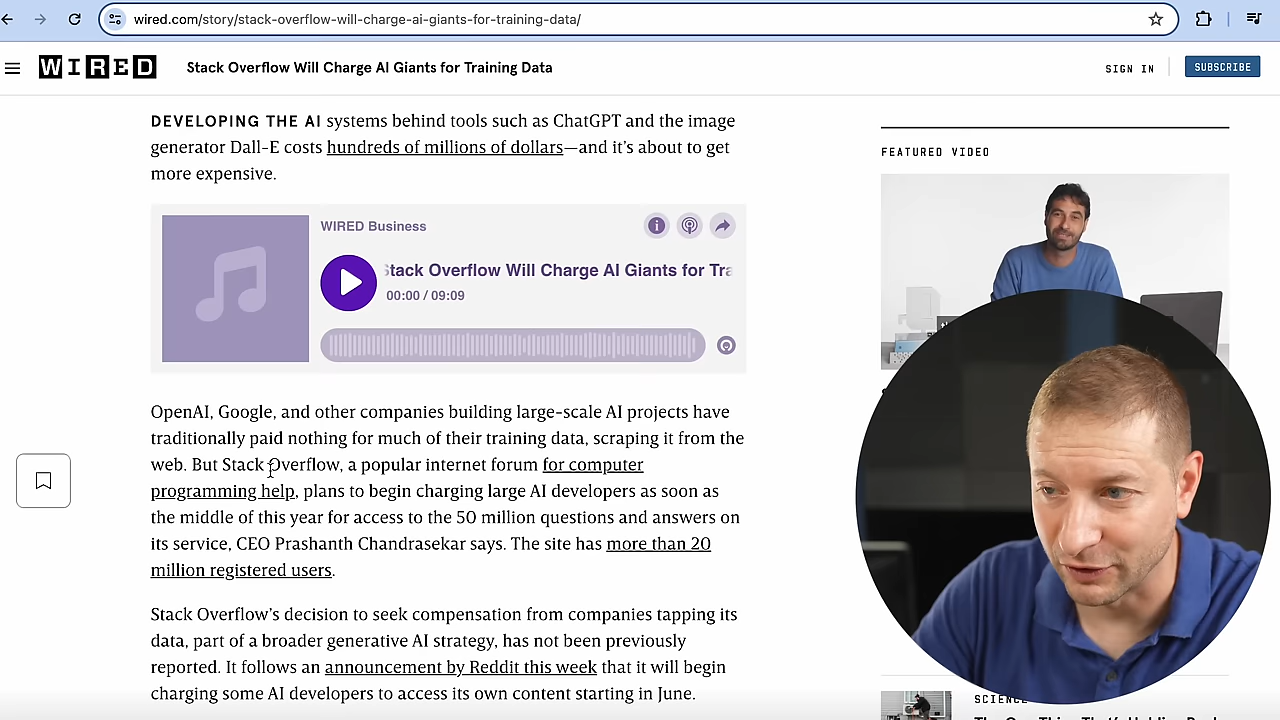 wired.com/story/stack-overflow-will-charge-ai-giants-for-training-data/
WIRED
Stack Overflow Will Charge AI Giants for Training Data
SIGN IN
SUBSCRIBE
DEVELOPING THE AI systems behind tools such as ChatGPT and the image
generator Dall-E costs hundreds of millions of dollars—and it’s about to get
more expensive.
WIRED Business
Stack Overflow Will Charge AI Giants for Tra
00:00 / 09:09
OpenAI, Google, and other companies building large-scale AI projects have
traditionally paid nothing for much of their training data, scraping it from the
web. But Stack Overflow, a popular internet forum for computer
programming help, plans to begin charging large AI developers as soon as
the middle of this year for access to the 50 million questions and answers on
its service, CEO Prashanth Chandrasekar says. The site has more than 20
million registered users.
Stack Overflow’s decision to seek compensation from companies tapping its
data, part of a broader generative AI strategy, has not been previously
reported. It follows an announcement by Reddit this week that it will begin
charging some AI developers to access its own content starting in June.
FEATURED VIDEO
SCIENCE